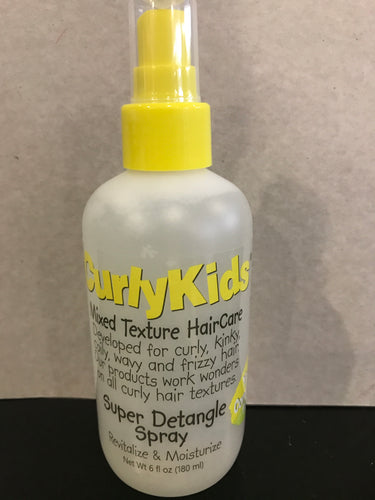 CurlyKids
Mixed Texture HairCare
Developed for curly, kinky,
wavy and frizzy hair
products work wonders
on all curly hair textures.
Super Detangle
Spray
Revitalize & Moisturize
Net Wt 6 fl oz (180 ml)